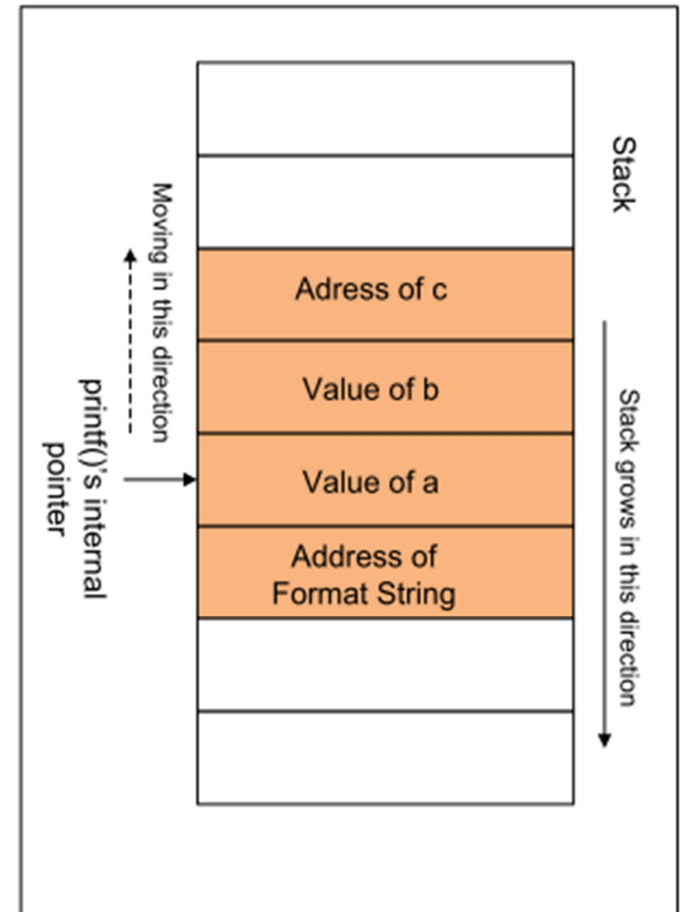 Stack
Adress of c
Value of b
Value of a
Address of
Format String
Moving in this direction
printf()'s internal
pointer
Stack grows in this direction